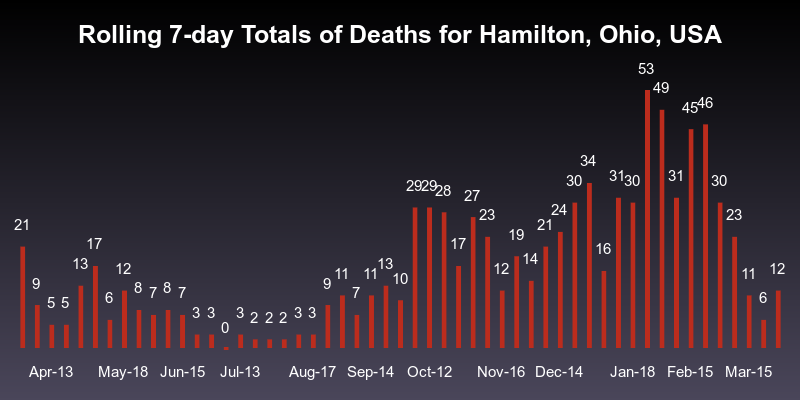 Rolling 7-day Totals of Deaths for Hamilton, Ohio, USA
21 9 5 5 13 17 6 12 8 7 8 7 3 3 0 3 2 2 2 3 3 9 11 7 11 13 10 29 29 28 17 27 23 12 19 14 21 24 30 34 16 31 30 53 49 31 45 46 30 23 11 6 12
Apr-13 May-18 Jun-15 Jul-13 Aug-17 Sep-14 Oct-12 Nov-16 Dec-14 Jan-18 Feb-15 Mar-15